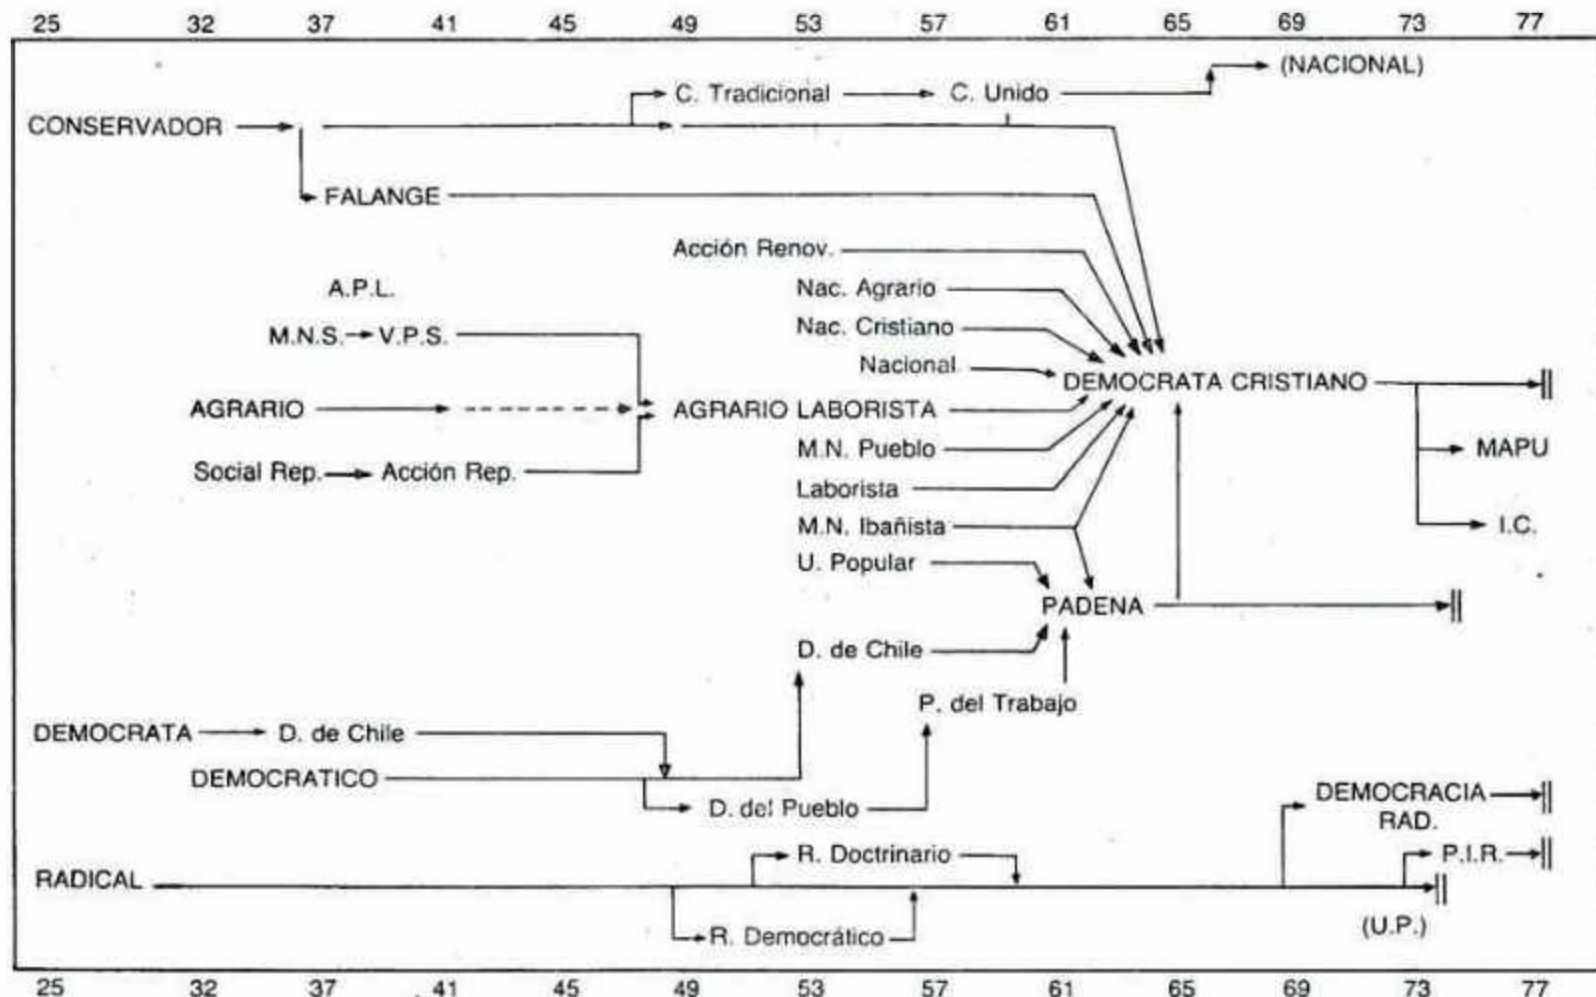 25 32 37 41 45 49 53 57 61 65 69 73 77
(NACIONAL)
C. Tradicional C. Unido
CONSERVADOR
FALANGE
Acción Renov.
A.P.L. Nac. Agrario
M.N.S. V.P.S. Nac. Cristiano
Nacional
DEMOCRATA CRISTIANO
AGRARIO AGRARIO LABORISTA
M.N. Pueblo MAPU
Social Rep. Acción Rep.
Laborista
M.N. Ibañista I.C.
U. Popular
PADENA
D. de Chile
P. del Trabajo
DEMOCRATA D. de Chile
DEMOCRATICO
D. del Pueblo DEMOCRACIA
RAD.
R. Doctrinario P.I.R.
RADICAL
R. Democrático (U.P.)
25 32 37 41 45 49 53 57 61 65 69 73 77